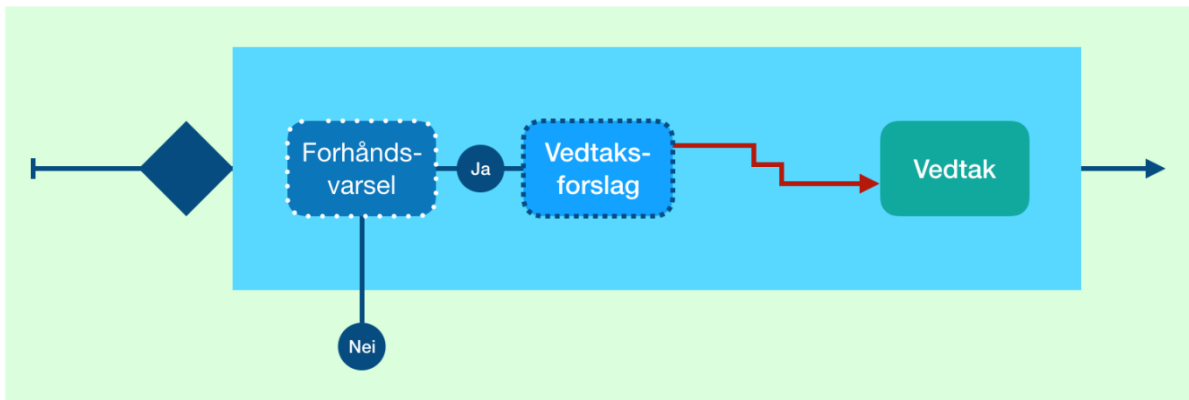 Forhånds-
varsel
Ja
Vedtaks-
forslag
Vedtak
Nei